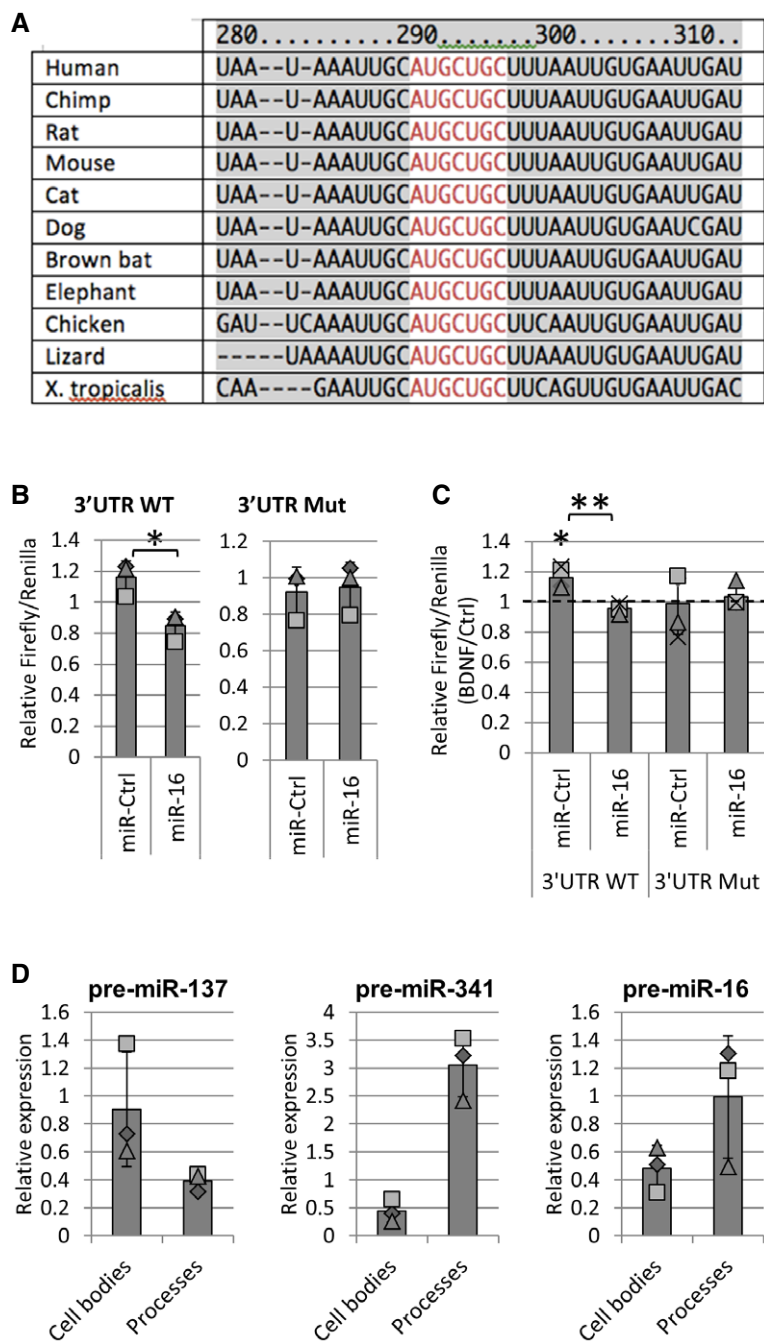 A
280..........290..........300.......310..
Human UAA--U-AAAUUGCAUGCUGCUUUAAUUGUGAAUUGAU
Chimp UAA--U-AAAUUGCAUGCUGCUUUAAUUGUGAAUUGAU
Rat UAA--U-AAAUUGCAUGCUGCUUUAAUUGUGAAUUGAU
Mouse UAA--U-AAAUUGCAUGCUGCUUUAAUUGUGAAUUGAU
Cat UAA--U-AAAUUGCAUGCUGCUUUAAUUGUGAAUUGAU
Dog UAA--U-AAAUUGCAUGCUGCUUUAAUUGUGAAUCGAU
Brown bat UAA--U-AAAUUGCAUGCUGCUUUAAUUGUGAAUUGAU
Elephant UAA--U-AAAUUGCAUGCUGCUUUAAUUGUGAAUUGAU
Chicken GAU--UCAAAUUGCAUGCUGCUUCAAUUGUGAAUUGAU
Lizard -----UAAAAUUGCAUGCUGCUUAAAUUGUGAAUUGAU
X. tropicalis CAA----GAAUUGCAUGCUGCUUCAGUUGUGAAUUGAC
B
3'UTR WT
Relative Firefly/Renilla
1.4
1.2
1
0.8
0.6
0.4
0.2
0
*
miR-Ctrl
miR-16
3'UTR Mut
1.2
1
0.8
0.6
0.4
0.2
0
miR-Ctrl
miR-16
C
Relative Firefly/Renilla
(BDNF/Ctrl)
1.4
1.2
1
1.2
1.4
1.2
1
0
*
**
miR-Ctrl
miR-16
miR-Ctrl
miR-16
3'UTR WT
3'UTR Mut
D
pre-miR-137
Relative expression
1.6
1.4
1.2
1
0.8
0.6
0.4
0.2
0
Cell bodies
Processes
pre-miR-341
Relative expression
4
3.5
3
2.5
2
1.5
1
0.5
0
Cell bodies
Processes
pre-miR-16
Relative expression
1.6
1.4
1.2
1
0.8
0.6
0.4
0.2
0
Cell bodies
Processes